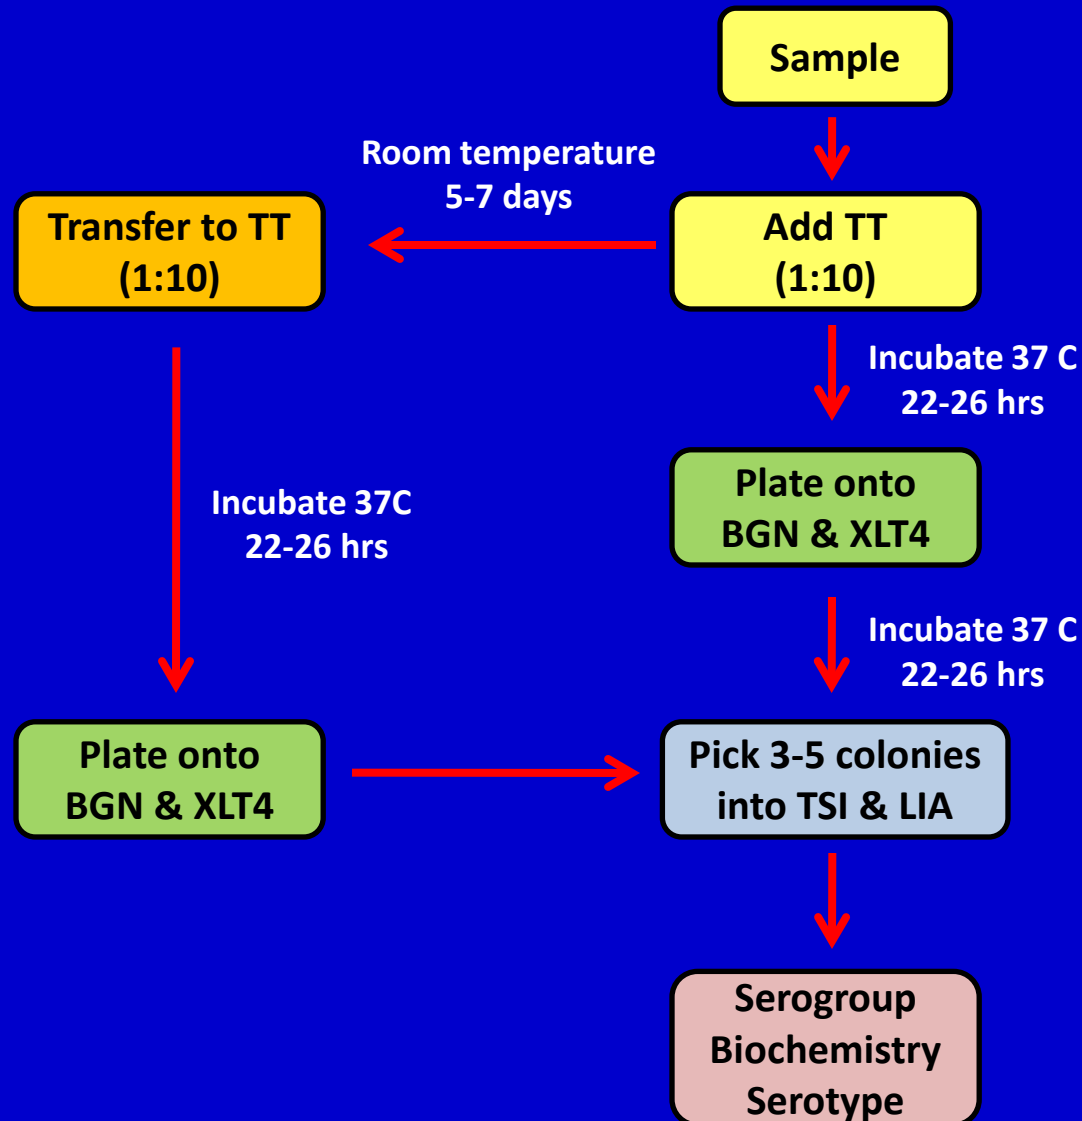 Sample
Room temperature
5-7 days
Transfer to TT
(1:10)
Add TT
(1:10)
Incubate 37 C
22-26 hrs
Plate onto
BGN & XLT4
Incubate 37C
22-26 hrs
Incubate 37 C
22-26 hrs
Plate onto
BGN & XLT4
Pick 3-5 colonies
into TSI & LIA
Serogroup
Biochemistry
Serotype